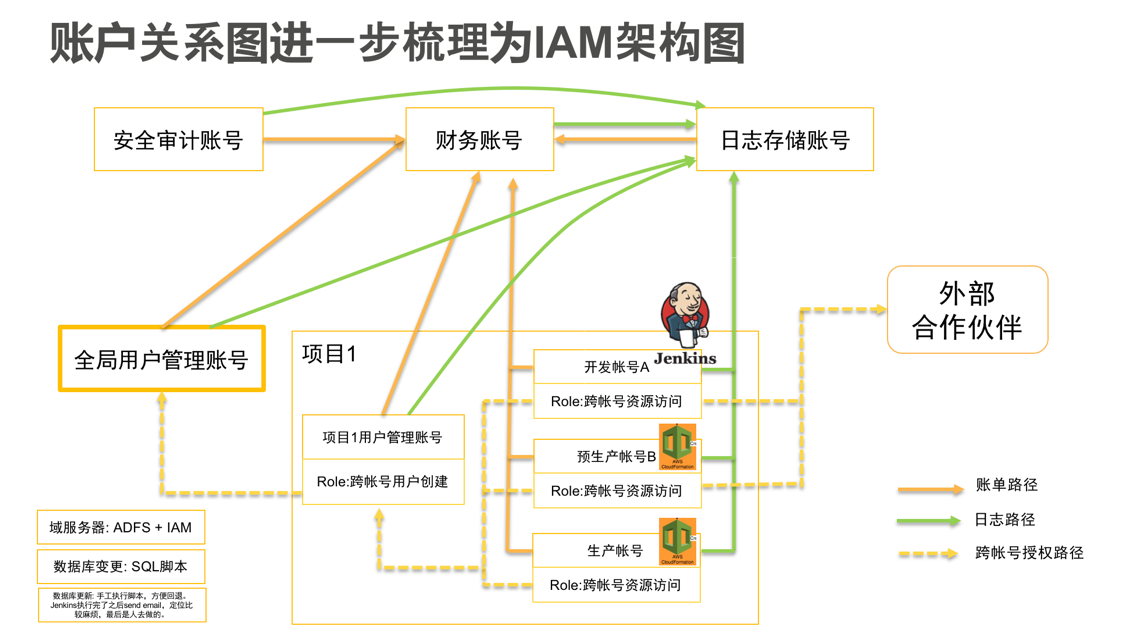 账户关系图进一步梳理为IAM架构图
安全审计账号
财务账号
日志存储账号
外部
合作伙伴
全局用户管理账号
项目1
Jenkins
开发帐号A
Role:跨帐号资源访问
项目1用户管理账号
Role:跨帐号用户创建
预生产帐号B
AWS
CloudFormation
Role:跨帐号资源访问
生产帐号
AWS
CloudFormation
Role:跨帐号资源访问
账单路径
日志路径
跨帐号授权路径
域服务器: ADFS + IAM
数据库变更: SQL脚本
数据库更新: 手工执行脚本，方便回退。
Jenkins执行完了之后send email，定位比
较麻烦，最后是人去做的。